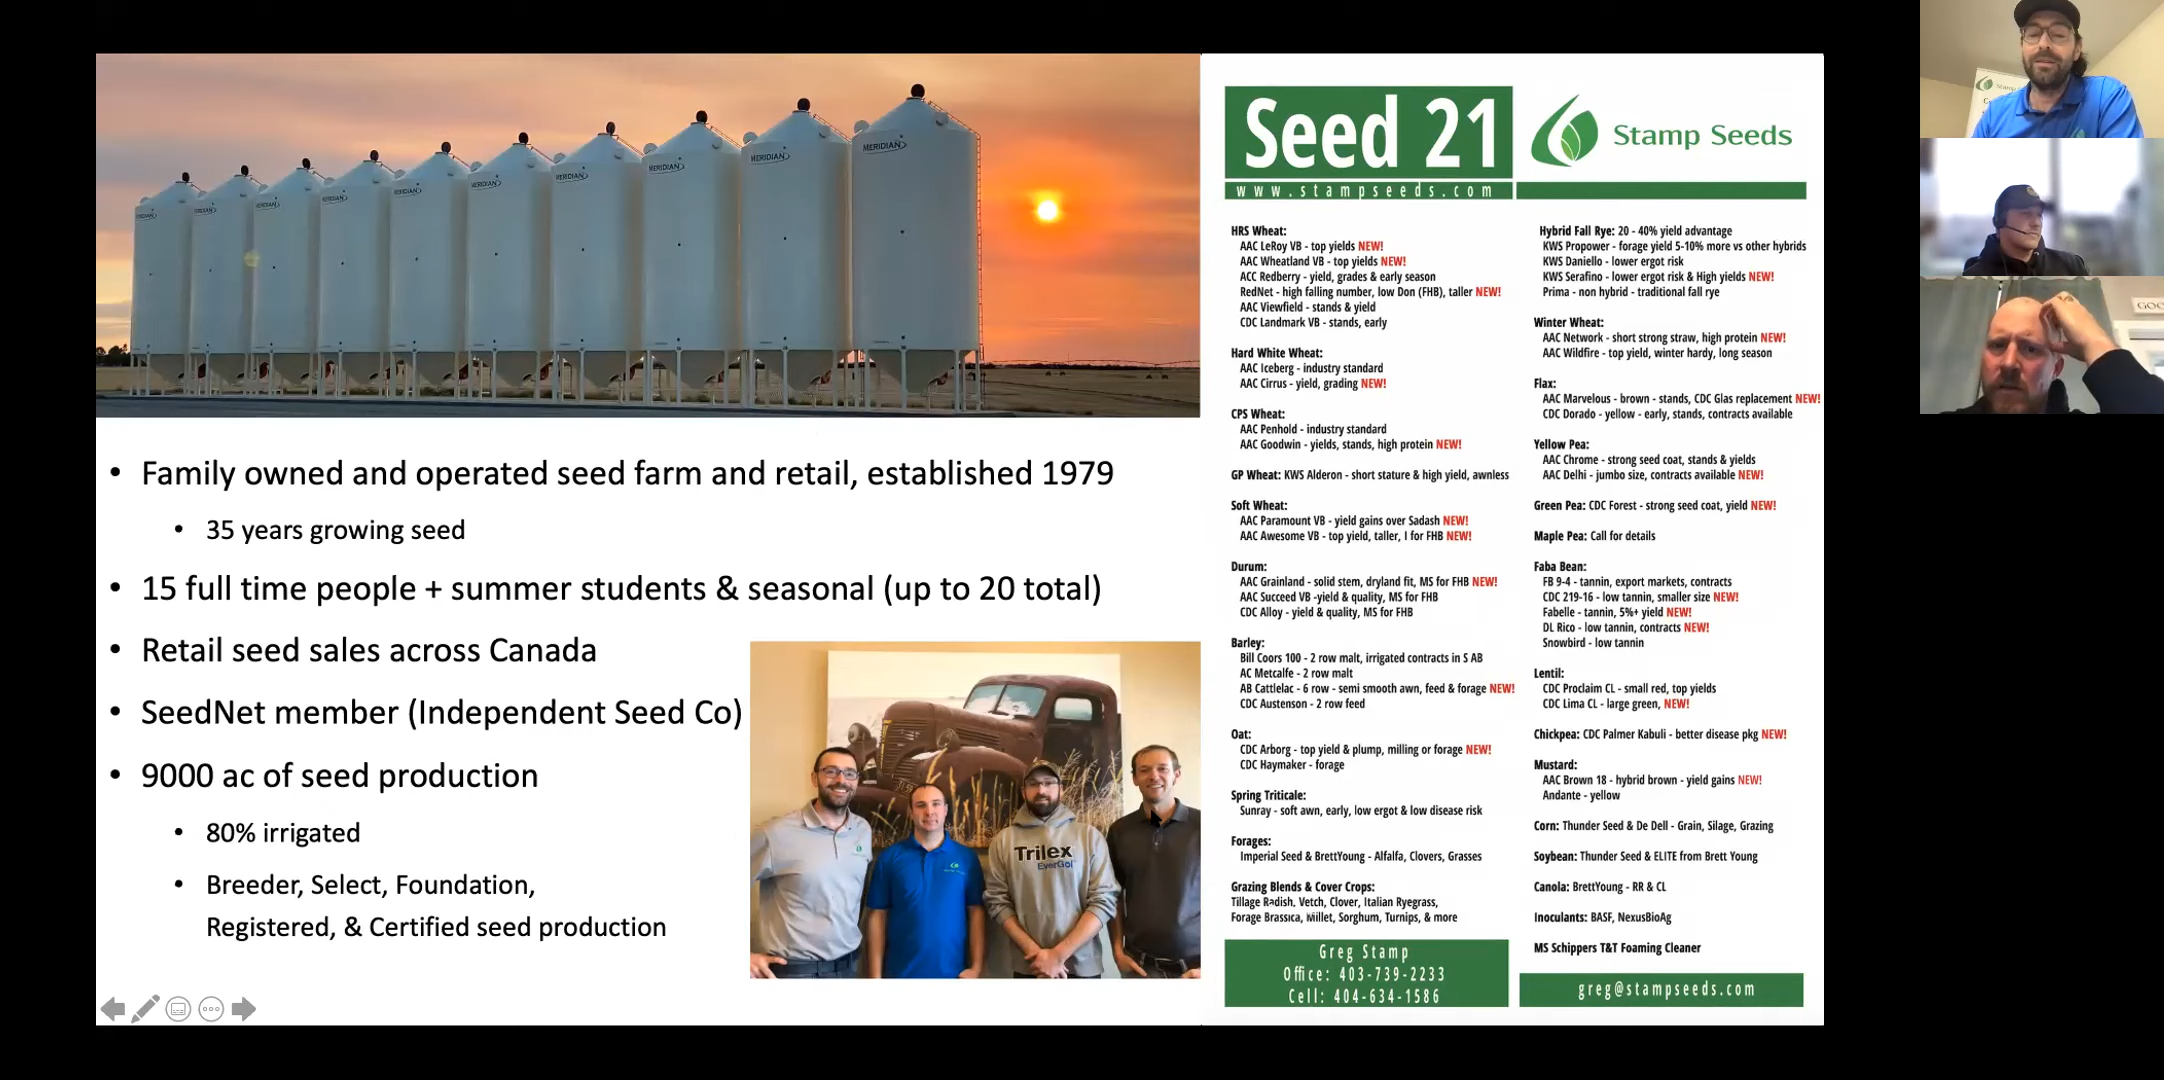 MERIDIAN
MERIDIAN
MERIDIAN
MERIDIAN
MERIDIAN
MERIDIAN
MERIDIAN
MERIDIAN
MERIDIAN
MERIDIAN
• Family owned and operated seed farm and retail, established 1979
• 35 years growing seed
• 15 full time people + summer students & seasonal (up to 20 total)
• Retail seed sales across Canada
• SeedNet member (Independent Seed Co)
• 9000 ac of seed production
• 80% irrigated
• Breeder, Select, Foundation,
Registered, & Certified seed production
Trilex
EverGol
Seed 21
www.stampseeds.com
Stamp Seeds
HRS Wheat:
AAC LeRoy VB - top yields NEW!
AAC Wheatland VB - top yields NEW!
ACC Redberry - yield, grades & early season
RedNet - high falling number, low Don (FHB), taller NEW!
AAC Viewfield - stands & yield
CDC Landmark VB - stands, early
Hard White Wheat:
AAC Iceberg - industry standard
AAC Cirrus - yield, grading NEW!
CPS Wheat:
AAC Penhold - industry standard
AAC Goodwin - yields, stands, high protein NEW!
GP Wheat: KWS Alderon - short stature & high yield, awnless
Soft Wheat:
AAC Paramount VB - yield gains over Sadash NEW!
AAC Awesome VB - top yield, taller, I for FHB NEW!
Durum:
AAC Grainland - solid stem, dryland fit, MS for FHB NEW!
AAC Succeed VB -yield & quality, MS for FHB
CDC Alloy - yield & quality, MS for FHB
Barley:
Bill Coors 100 - 2 row malt, irrigated contracts in S AB
AC Metcalfe - 2 row malt
AB Cattlelac - 6 row - semi smooth awn, feed & forage NEW!
CDC Austenson - 2 row feed
Oat:
CDC Arborg - top yield & plump, milling or forage NEW!
CDC Haymaker - forage
Spring Triticale:
Sunray - soft awn, early, low ergot & low disease risk
Forages:
Imperial Seed & BrettYoung - Alfalfa, Clovers, Grasses
Grazing Blends & Cover Crops:
Tillage Radish, Vetch, Clover, Italian Ryegrass,
Forage Brassica, Millet, Sorghum, Turnips, & more
Greg Stamp
Office: 403-739-2233
Cell: 404-634-1586
Hybrid Fall Rye: 20 - 40% yield advantage
KWS Propower - forage yield 5-10% more vs other hybrids
KWS Daniello - lower ergot risk
KWS Serafino - lower ergot risk & High yields NEW!
Prima - non hybrid - traditional fall rye
Winter Wheat:
AAC Network - short strong straw, high protein NEW!
AAC Wildfire - top yield, winter hardy, long season
Flax:
AAC Marvelous - brown - stands, CDC Glas replacement NEW!
CDC Dorado - yellow - early, stands, contracts available
Yellow Pea:
AAC Chrome - strong seed coat, stands & yields
AAC Delhi - jumbo size, contracts available NEW!
Green Pea: CDC Forest - strong seed coat, yield NEW!
Maple Pea: Call for details
Faba Bean:
FB 9-4 - tannin, export markets, contracts
CDC 219-16 - low tannin, smaller size NEW!
Fabelle - tannin, 5%+ yield NEW!
DL Rico - low tannin, contracts NEW!
Snowbird - low tannin
Lentil:
CDC Proclaim CL - small red, top yields
CDC Lima CL - large green, NEW!
Chickpea: CDC Palmer Kabuli - better disease pkg NEW!
Mustard:
AAC Brown 18 - hybrid brown - yield gains NEW!
Andante - yellow
Corn: Thunder Seed & De Dell - Grain, Silage, Grazing
Soybean: Thunder Seed & ELITE from Brett Young
Canola: BrettYoung - RR & CL
Inoculants: BASF, NexusBioAg
MS Schippers T&T Foaming Cleaner
greg@stampseeds.com
GOO